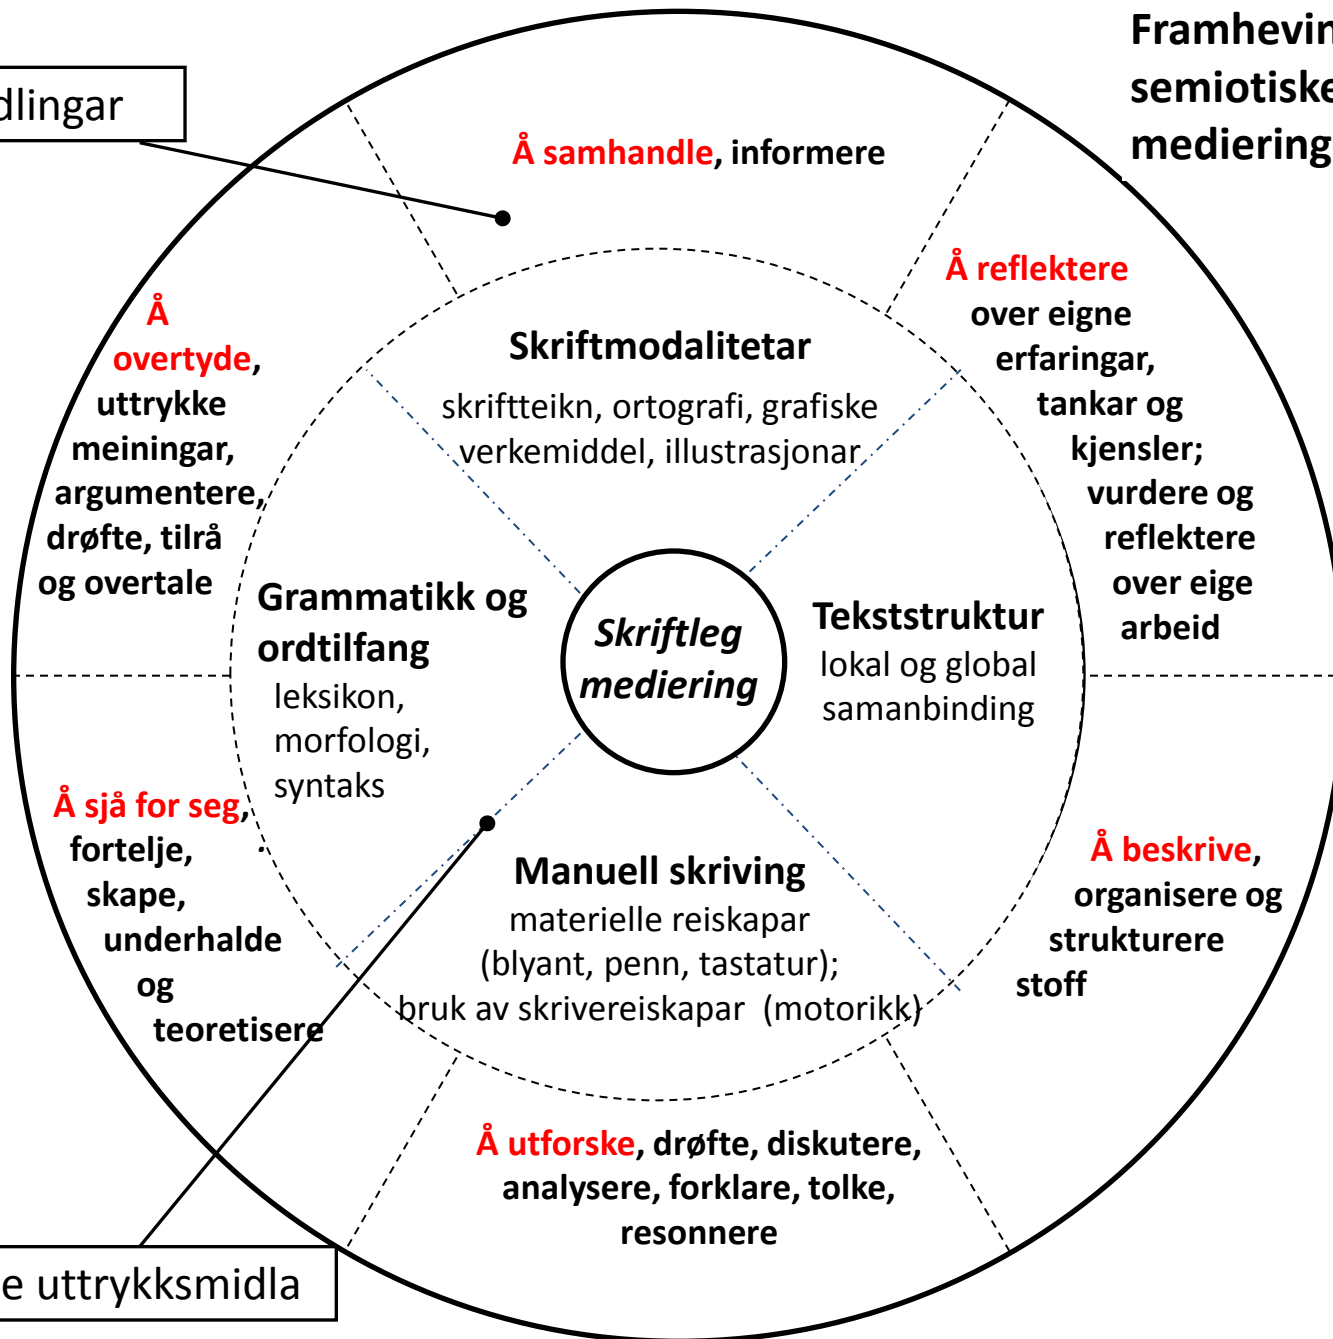 Framhevin
semiotiske
mediering
dlingar
Å samhandle, informere
Å reflektere
over eigne
erfaringar,
tankar og
kjensler;
vurdere og
reflektere
over eige
arbeid
Å
overtyde,
uttrykke
meiningar,
argumentere,
drøfte, tilrå
og overtale
Skriftmodalitetar
skriftteikn, ortografi, grafiske
verkemiddel, illustrasjonar
Grammatikk og
ordtilfang
leksikon,
morfologi,
syntaks
Skriftleg
mediering
Tekststruktur
lokal og global
samanbinding
Å sjå for seg,
fortelje,
skape,
underhalde
og
teoretisere
Manuell skriving
materielle reiskapar
(blyant, penn, tastatur);
bruk av skrivereiskapar (motorikk)
Å beskrive,
organisere og
strukturere
stoff
Å utforske, drøfte, diskutere,
analysere, forklare, tolke,
resonnere
e uttrykksmidla